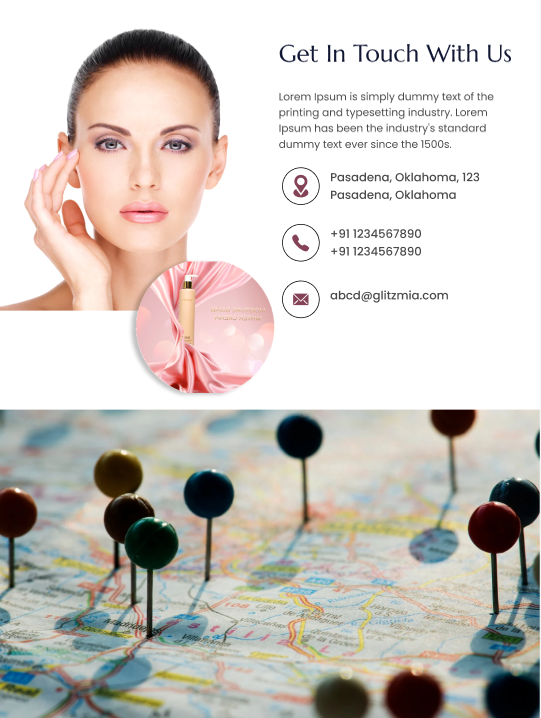 Get In Touch With Us
Lorem Ipsum is simply dummy text of the
printing and typesetting industry. Lorem
Ipsum has been the industry's standard
dummy text ever since the 1500s.
Pasadena, Oklahoma, 123
Pasadena, Oklahoma
+91 1234567890
+91 1234567890
abcd@glitzmia.com